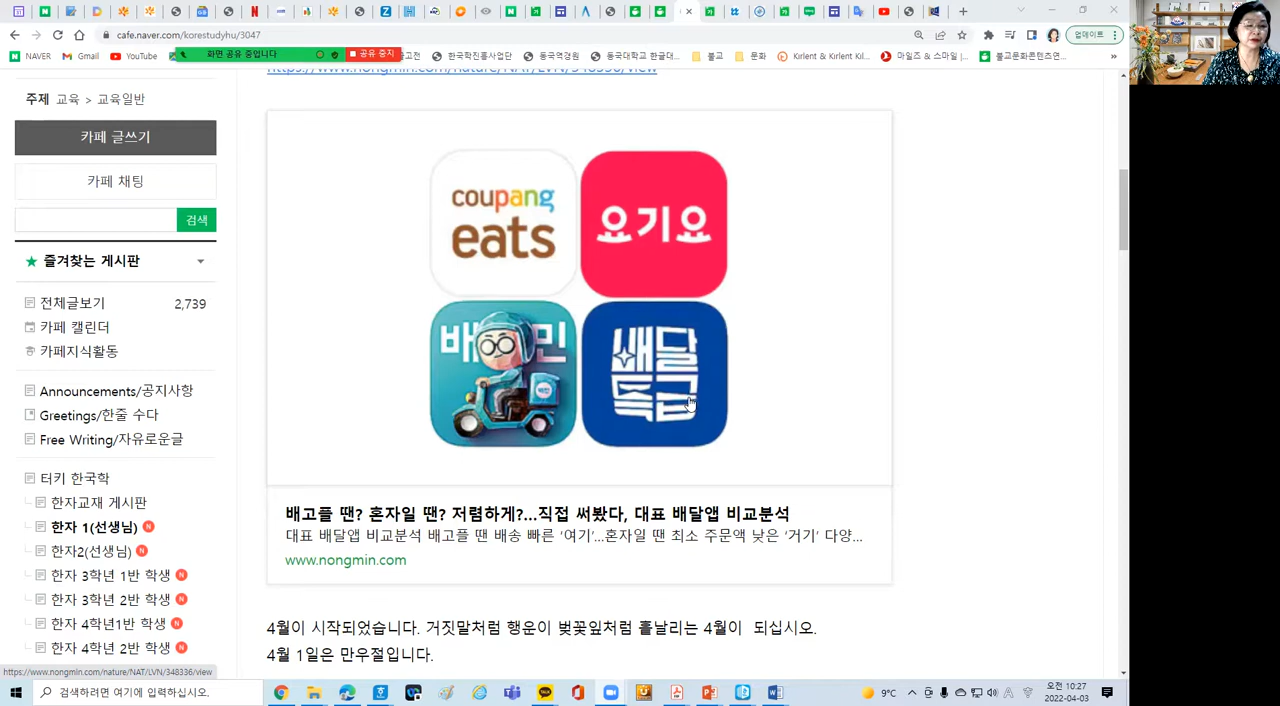 cafe.naver.com/korestudyhu/3047
업데이트
NAVER
Gmail
YouTube
화면 공유 중입니다
공유 중지
한국학진흥사업단
동국역경원
동국대학교 한글대...
불교
문화
Kirlent & Kirlent Kil...
마일즈 & 스마일 |...
불교문화콘텐츠연...
»
https://www.nongmin.com/nature/NAT/LVN/348336/view
주제 교육 > 교육일반
카페 글쓰기
카페 채팅
검색
★ 즐겨찾는 게시판
전체글보기 2,739
카페 캘린더
카페지식활동
Announcements/공지사항
Greetings/한줄 수다
Free Writing/자유로운글
터키 한국학
한자교재 게시판
한자 1(선생님) N
한자2(선생님) N
한자 3학년 1반 학생 N
한자 3학년 2반 학생 N
한자 4학년1반 학생 N
한자 4학년 2반 학생 N
coupang
eats
요기요
배민
배달
특급
배고플 땐? 혼자일 땐? 저렴하게?...직접 써봤다, 대표 배달앱 비교분석
대표 배달앱 비교분석 배고플 땐 배송 빠른 ‘여기’...혼자일 땐 최소 주문액 낮은 ‘거기’ 다양...
www.nongmin.com
4월이 시작되었습니다. 거짓말처럼 행운이 벚꽃잎처럼 흩날리는 4월이 되십시오.
4월 1일은 만우절입니다.
https://www.nongmin.com/nature/NAT/LVN/348336/view
검색하려면 여기에 입력하십시오.
9°C
오전 10:27
2022-04-03